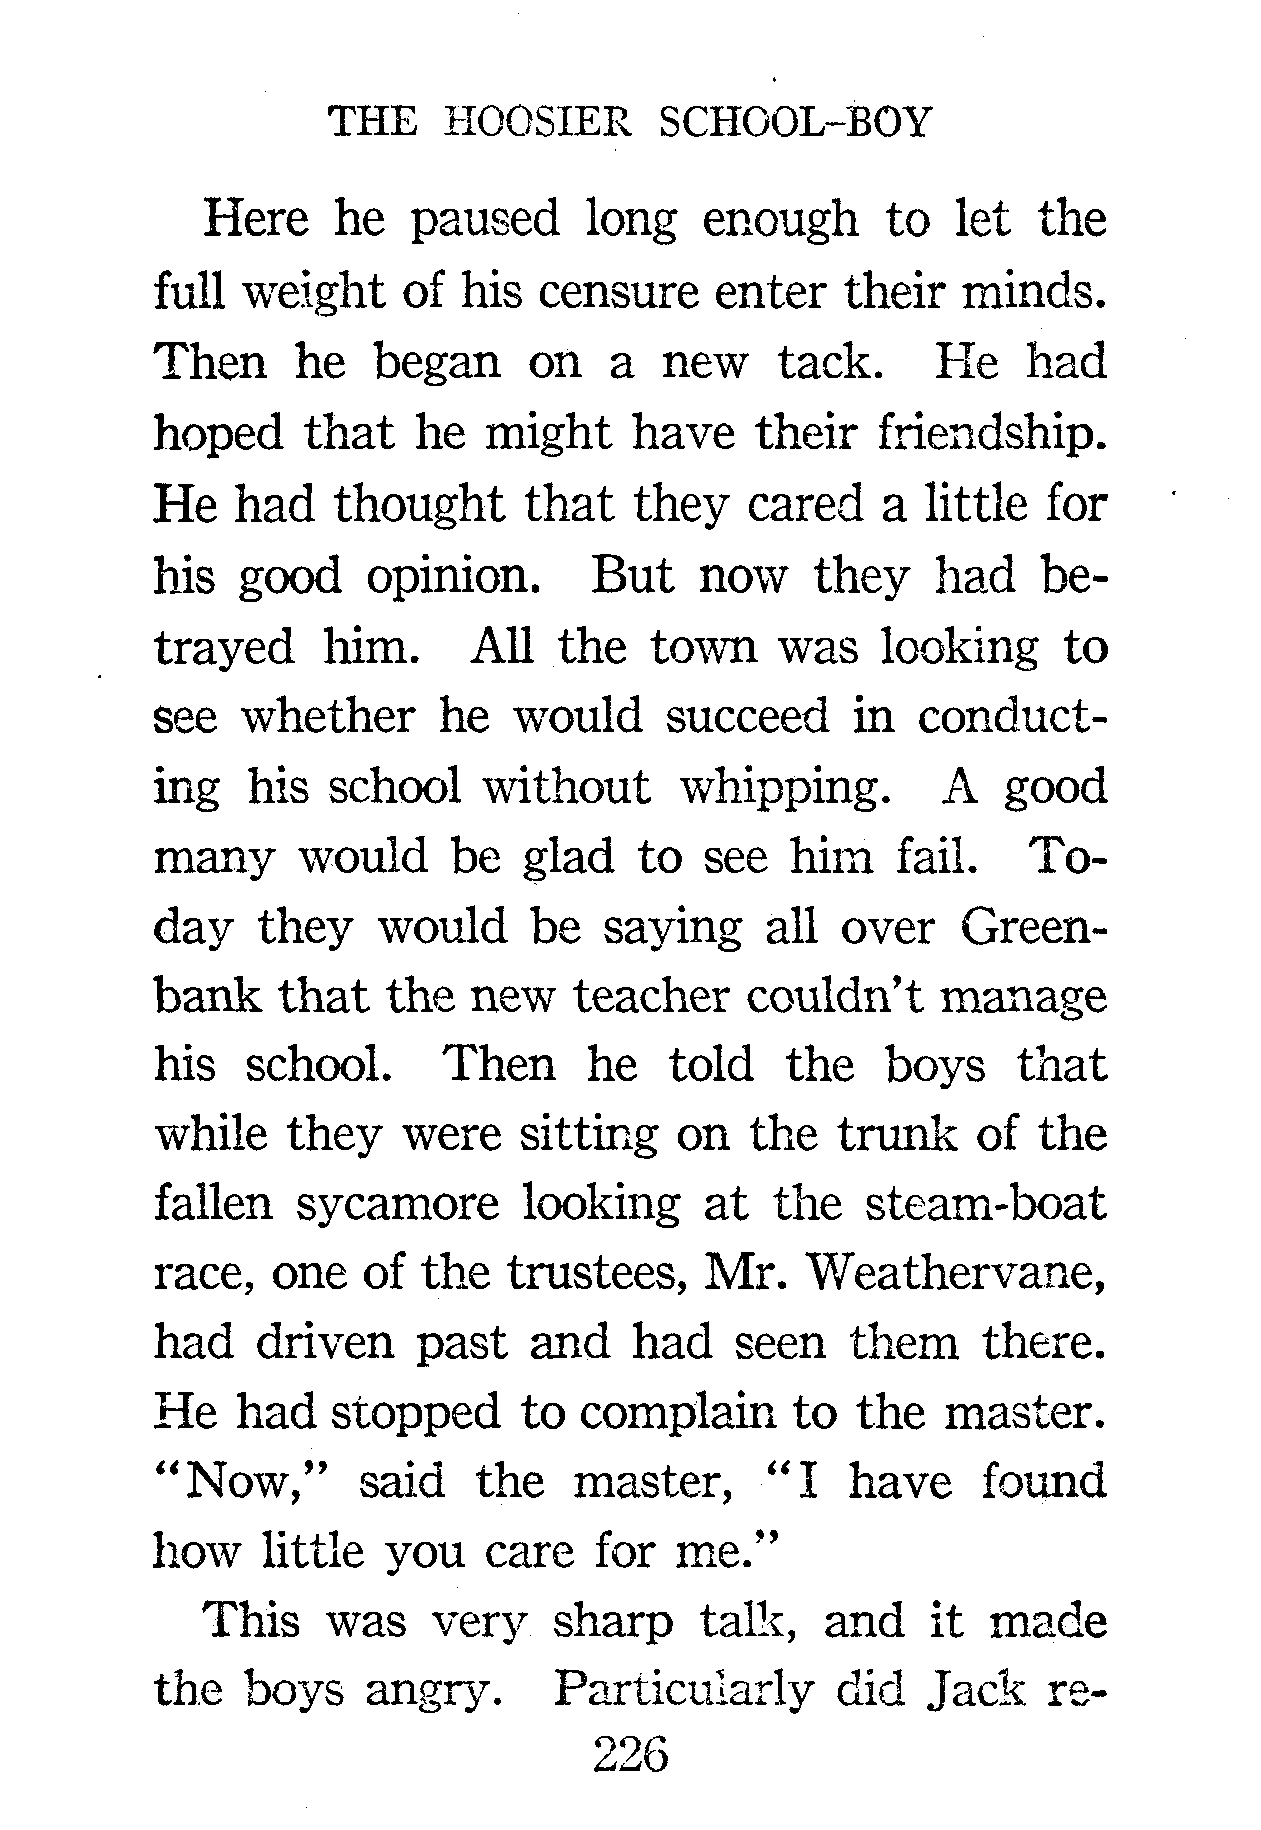 THE HOOSIER SCHOOL-BOY
Here he paused long enough to let the
full weight of his censure enter their minds.
Then he began on a new tack. He had
hoped that he might have their friendship.
He had thought that they cared a little for
his good opinion. But now they had be-
trayed him. All the town was looking to
see whether he would succeed in conduct-
ing his school without whipping. A good
many would be glad to see him fail. To-
day they would be saying all over Green-
bank that the new teacher couldn't manage
his school. Then he told the boys that
while they were sitting on the trunk of the
fallen sycamore looking at the steam-boat
race, one of the trustees, Mr. Weathervane,
had driven past and had seen them there.
He had stopped to complain to the master.
"Now," said the master, "I have found
how little you care for me."
This was very sharp talk, and it made
the boys angry. Particularly did Jack re-
226